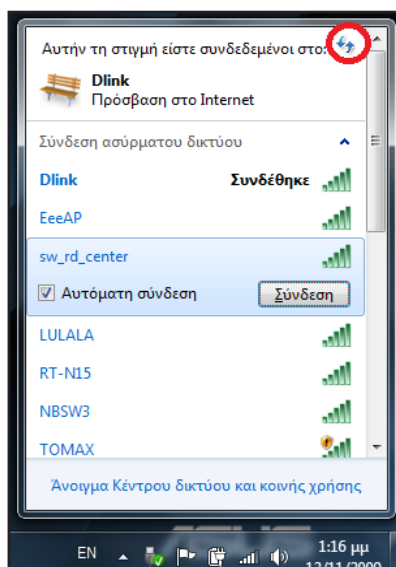 Αυτήν τη στιγμή είστε συνδεδεμένοι στο:
Dlink
Πρόσβαση στο Internet
Σύνδεση ασύρματου δικτύου
Dlink Συνδέθηκε
EeeAP
sw_rd_center
Αυτόματη σύνδεση Σύνδεση
LULALA
RT-N15
NBSW3
TOMAX
Άνοιγμα Κέντρου δικτύου και κοινής χρήσης
EN 1:16 μμ